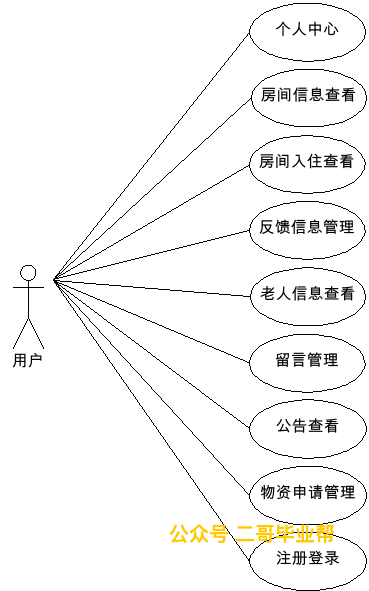 个人中心
房间信息查看
房间入住查看
反馈信息管理
老人信息查看
用户
留言管理
公告查看
物资申请管理
公众号 二哥毕业帮
注册登录